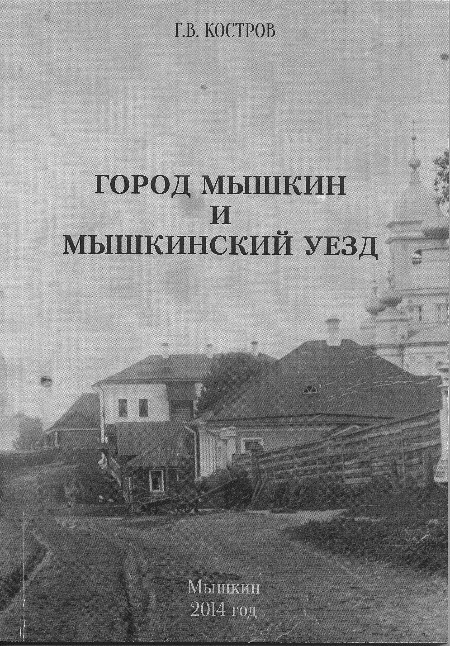 Г.В. КОСТРОВ
ГОРОД МЫШКИН
И
МЫШКИНСКИЙ УЕЗД
Мышкин
2014 год